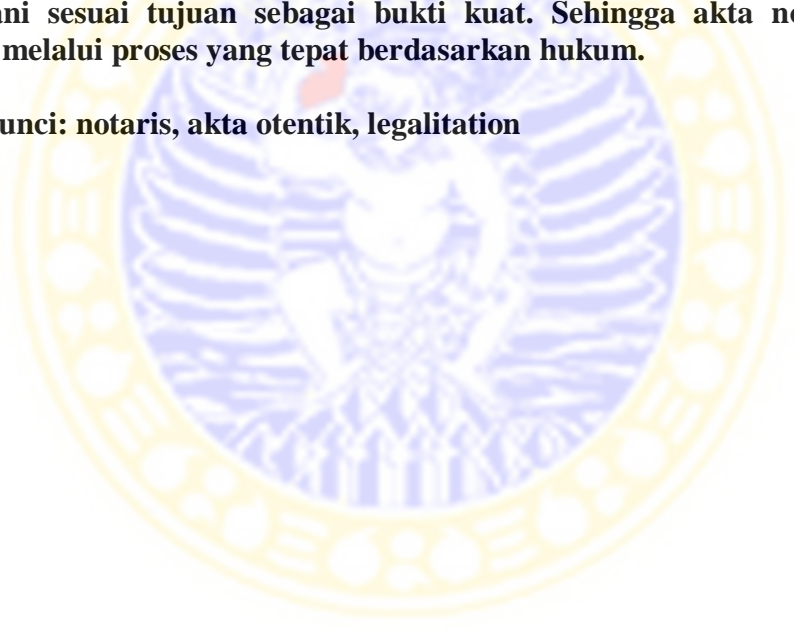 ani sesuai tujuan sebagai bukti kuat. Sehingga akta no
melalui proses yang tepat berdasarkan hukum.
unci: notaris, akta otentik, legalitation